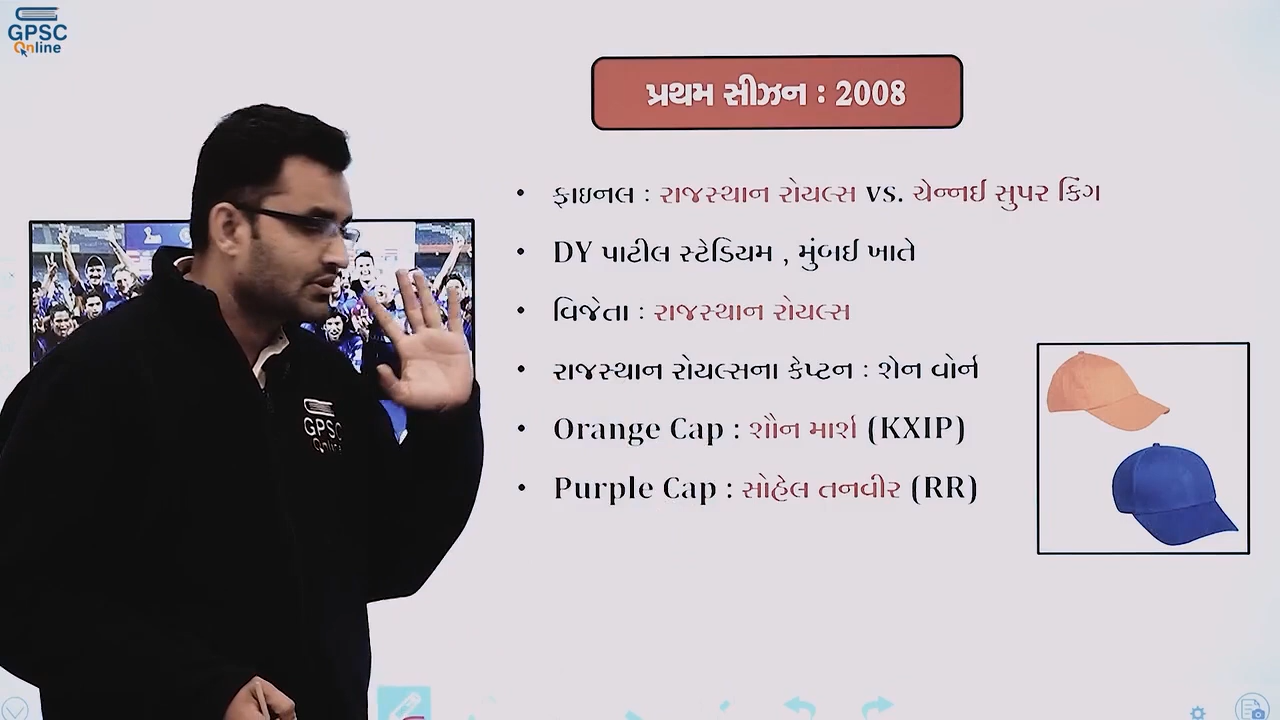 GPSC
Online
પ્રથમ સીઝન : 2008
• ફાઇનલ : રાજસ્થાન રોયલ્સ vs. ચેન્નઈ સુપર કિંગ
• DY પાટીલ સ્ટેડિયમ , મુંબઈ ખાતે
• વિજેતા : રાજસ્થાન રોયલ્સ
• રાજસ્થાન રોયલ્સના કેપ્ટન : શેન વોર્ન
• Orange Cap : શૌન માર્શ (KXIP)
• Purple Cap : સોહેલ તનવીર (RR)
GPSC
Online